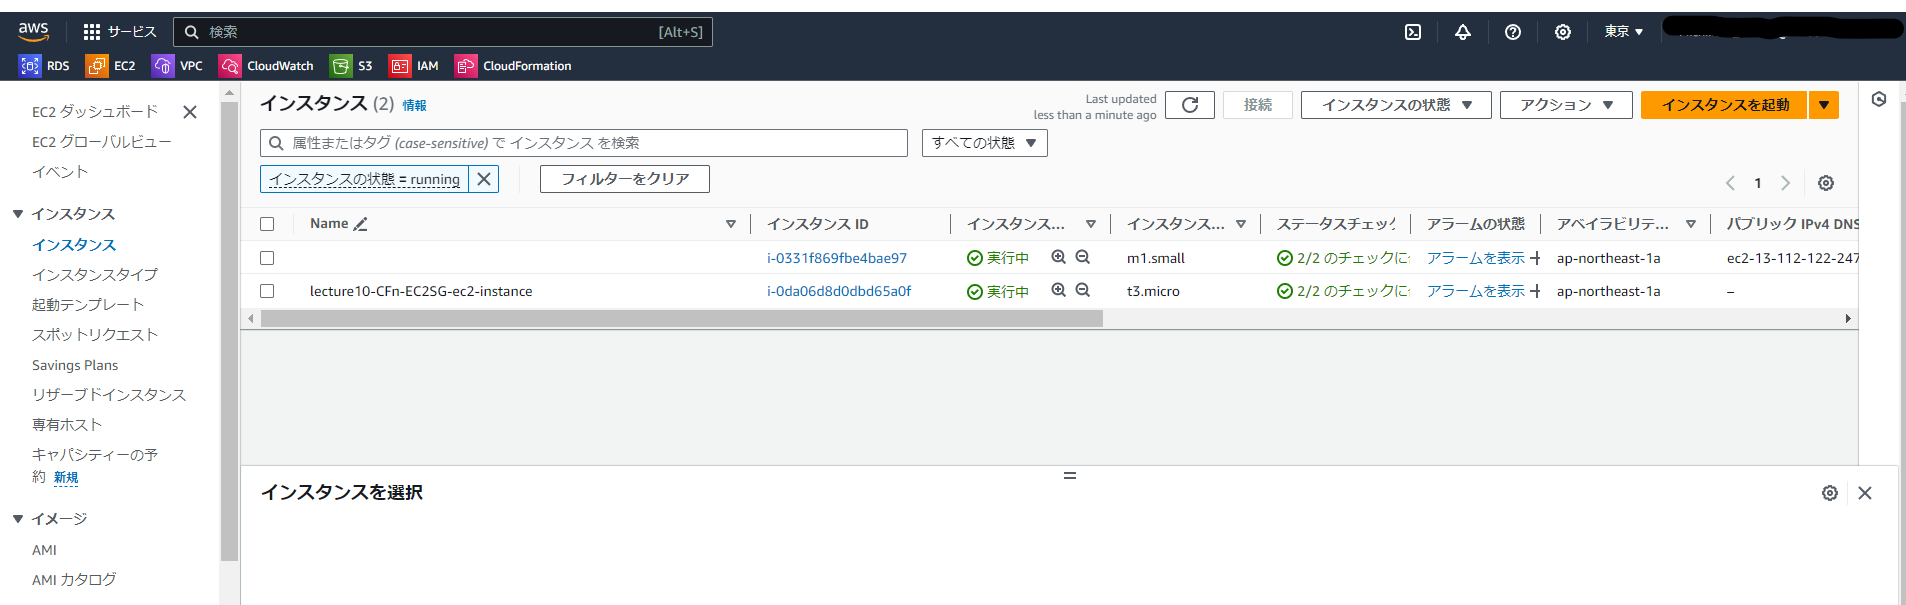 aws サービス 検索 [Alt+S] 東京
RDS EC2 VPC CloudWatch S3 IAM CloudFormation
EC2 ダッシュボード
EC2 グローバルビュー
イベント
インスタンス
インスタンス
インスタンスタイプ
起動テンプレート
スポットリクエスト
Savings Plans
リザーブドインスタンス
専有ホスト
キャパシティーの予
約 新規
イメージ
AMI
AMI カタログ
インスタンス (2) 情報
Last updated
less than a minute ago
接続 インスタンスの状態 アクション インスタンスを起動
属性またはタグ (case-sensitive) で インスタンス を検索 すべての状態
インスタンスの状態 = running フィルターをクリア
1
Name インスタンス ID インスタンス... インスタンス... ステータスチェック アラームの状態 アベイラビリテ... パブリック IPv4 DNS
i-0331f869fbe4bae97 実行中 m1.small 2/2 のチェックに アラームを表示 ap-northeast-1a ec2-13-112-122-247
lecture10-CFn-EC2SG-ec2-instance i-0da06d8d0dbd65a0f 実行中 t3.micro 2/2 のチェックに アラームを表示 ap-northeast-1a –
インスタンスを選択